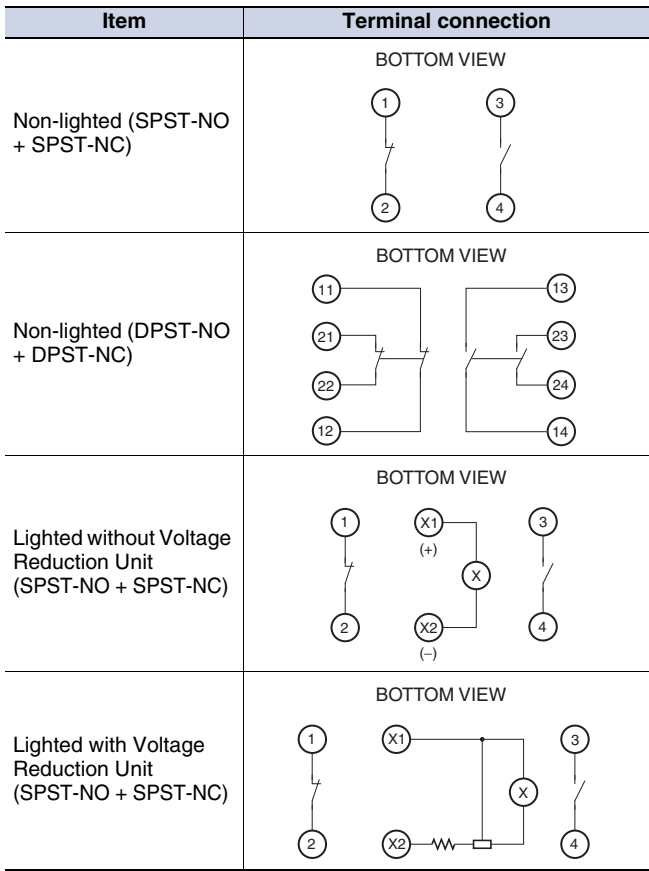 Item Terminal connection
Non-lighted (SPST-NO
+ SPST-NC)
BOTTOM VIEW
1 3
2 4
Non-lighted (DPST-NO
+ DPST-NC)
BOTTOM VIEW
11 13
21 23
22 24
12 14
Lighted without Voltage
Reduction Unit
(SPST-NO + SPST-NC)
BOTTOM VIEW
1 X1 3
(+)
X
2 X2 4
(−)
Lighted with Voltage
Reduction Unit
(SPST-NO + SPST-NC)
BOTTOM VIEW
1 X1 3
X
2 X2 4